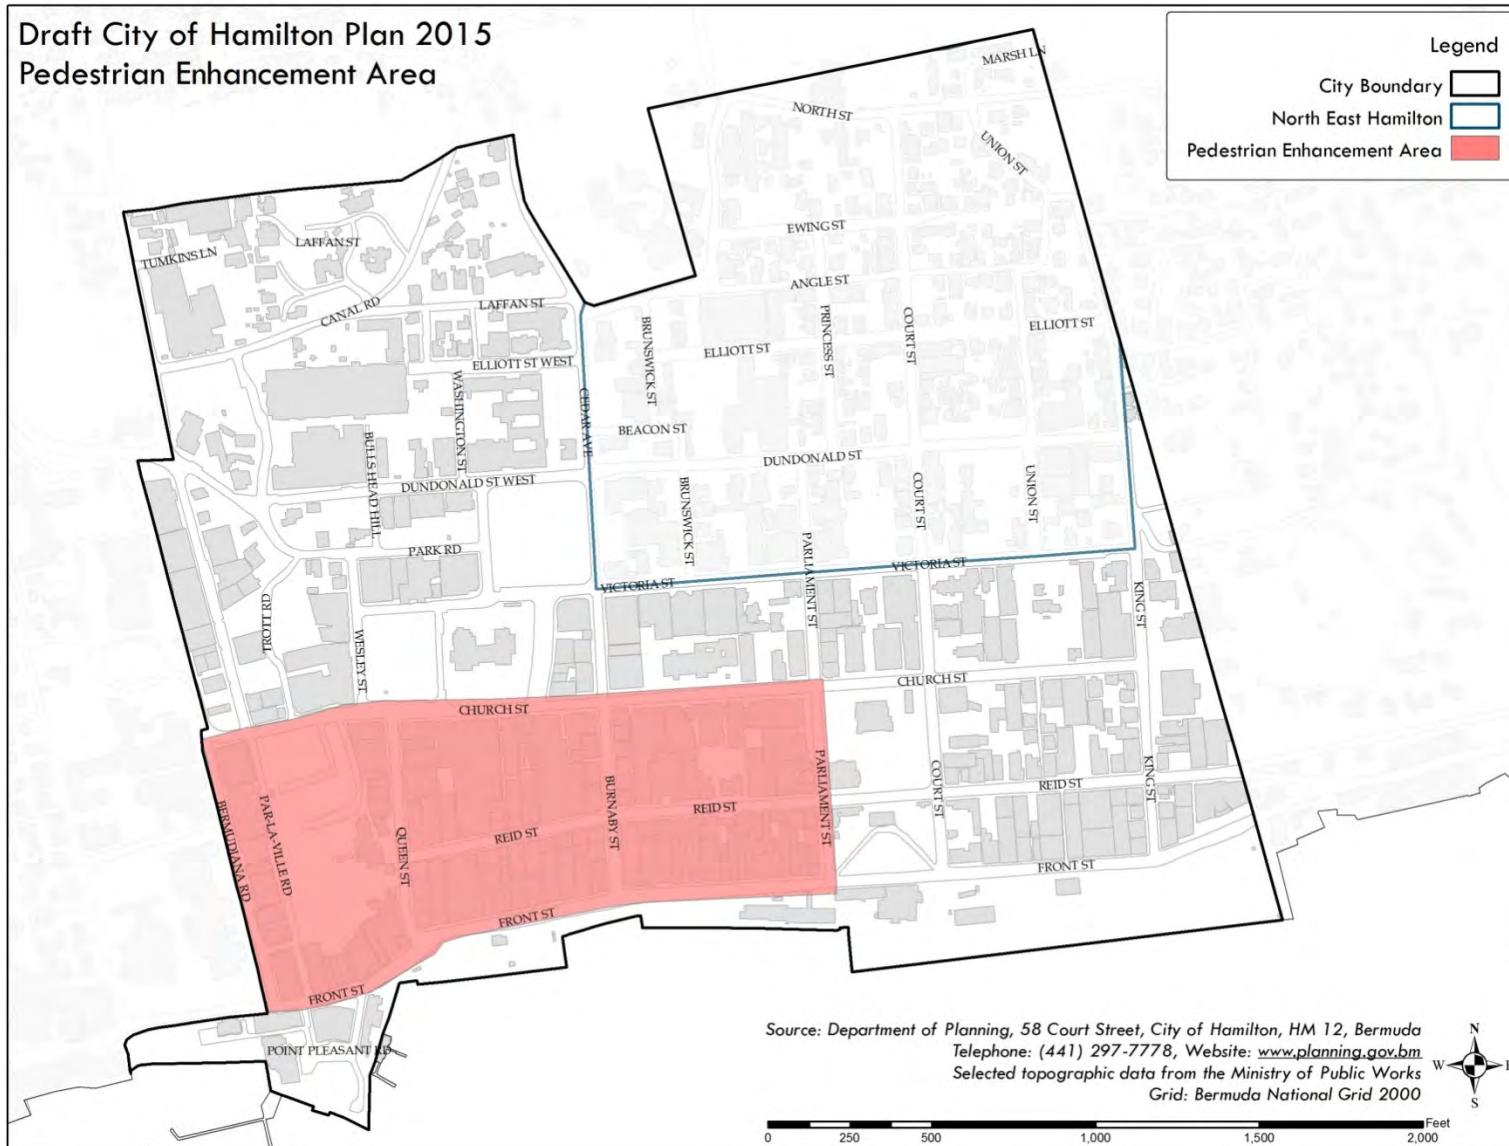 Draft City of Hamilton Plan 2015
Pedestrian Enhancement Area
Legend
City Boundary
North East Hamilton
Pedestrian Enhancement Area
MARSH LN
NORTH ST
UNION ST
EWING ST
TUMKINS LN
LAFFAN ST
ANGLE ST
CANAL RD
LAFFAN ST
BRUNSWICK ST
PRINCESS ST
COURT ST
ELLIOTT ST
ELLIOTT ST
ELLIOTT ST WEST
WASHINGTON ST
CEDAR AVE
BEACON ST
BULLS HEAD HILL
DUNDONALD ST
DUNDONALD ST WEST
BRUNSWICK ST
COURT ST
UNION ST
PARK RD
PARLIAMENT ST
VICTORIA ST
VICTORIA ST
KING ST
TROTT RD
WESLEY ST
CHURCH ST
CHURCH ST
BERMUDIANA RD
PAR-LA-VILLE RD
QUEEN ST
REID ST
BURNABY ST
REID ST
PARLIAMENT ST
COURT ST
REID ST
KING ST
FRONT ST
FRONT ST
FRONT ST
POINT PLEASANT RD
Source: Department of Planning, 58 Court Street, City of Hamilton, HM 12, Bermuda
Telephone: (441) 297-7778, Website: www.planning.gov.bm
Selected topographic data from the Ministry of Public Works
Grid: Bermuda National Grid 2000
N
W
E
S
Feet
0 250 500 1,000 1,500 2,000